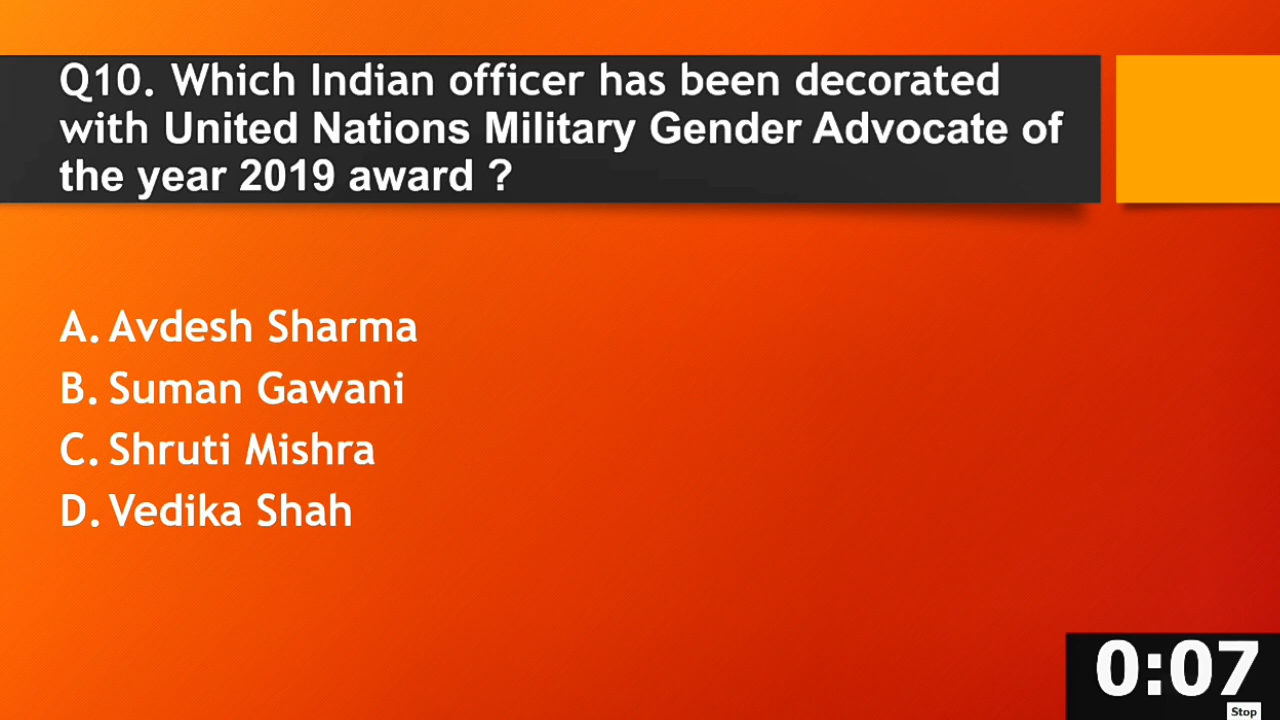 Q10. Which Indian officer has been decorated
with United Nations Military Gender Advocate of
the year 2019 award ?
A. Avdesh Sharma
B. Suman Gawani
C. Shruti Mishra
D. Vedika Shah
0:07
Stop